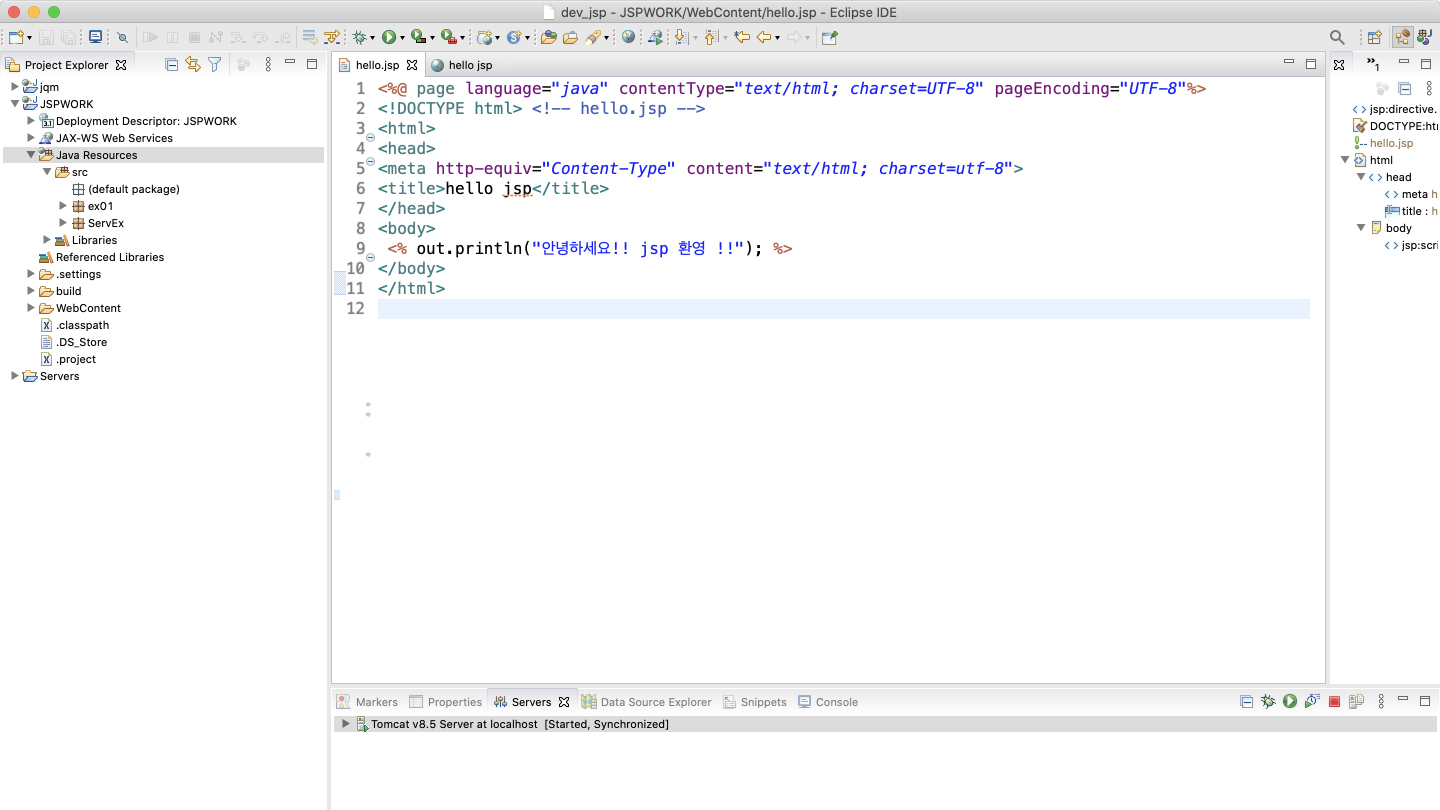 dev_jsp - JSPWORK/WebContent/hello.jsp - Eclipse IDE
Project Explorer
jqm
JSPWORK
Deployment Descriptor: JSPWORK
JAX-WS Web Services
Java Resources
src
(default package)
ex01
ServEx
Libraries
Referenced Libraries
.settings
build
WebContent
.classpath
.DS_Store
.project
Servers
hello.jsp
hello jsp
1 <%@ page language="java" contentType="text/html; charset=UTF-8" pageEncoding="UTF-8"%>
2 <!DOCTYPE html> <!-- hello.jsp -->
3 <html>
4 <head>
5 <meta http-equiv="Content-Type" content="text/html; charset=utf-8">
6 <title>hello jsp</title>
7 </head>
8 <body>
9 <% out.println("안녕하세요!! jsp 환영 !!"); %>
10 </body>
11 </html>
12
»1
jsp:directive.
DOCTYPE:ht
hello.jsp
html
head
meta h
title : h
body
jsp:scri
Markers
Properties
Servers
Data Source Explorer
Snippets
Console
Tomcat v8.5 Server at localhost [Started, Synchronized]